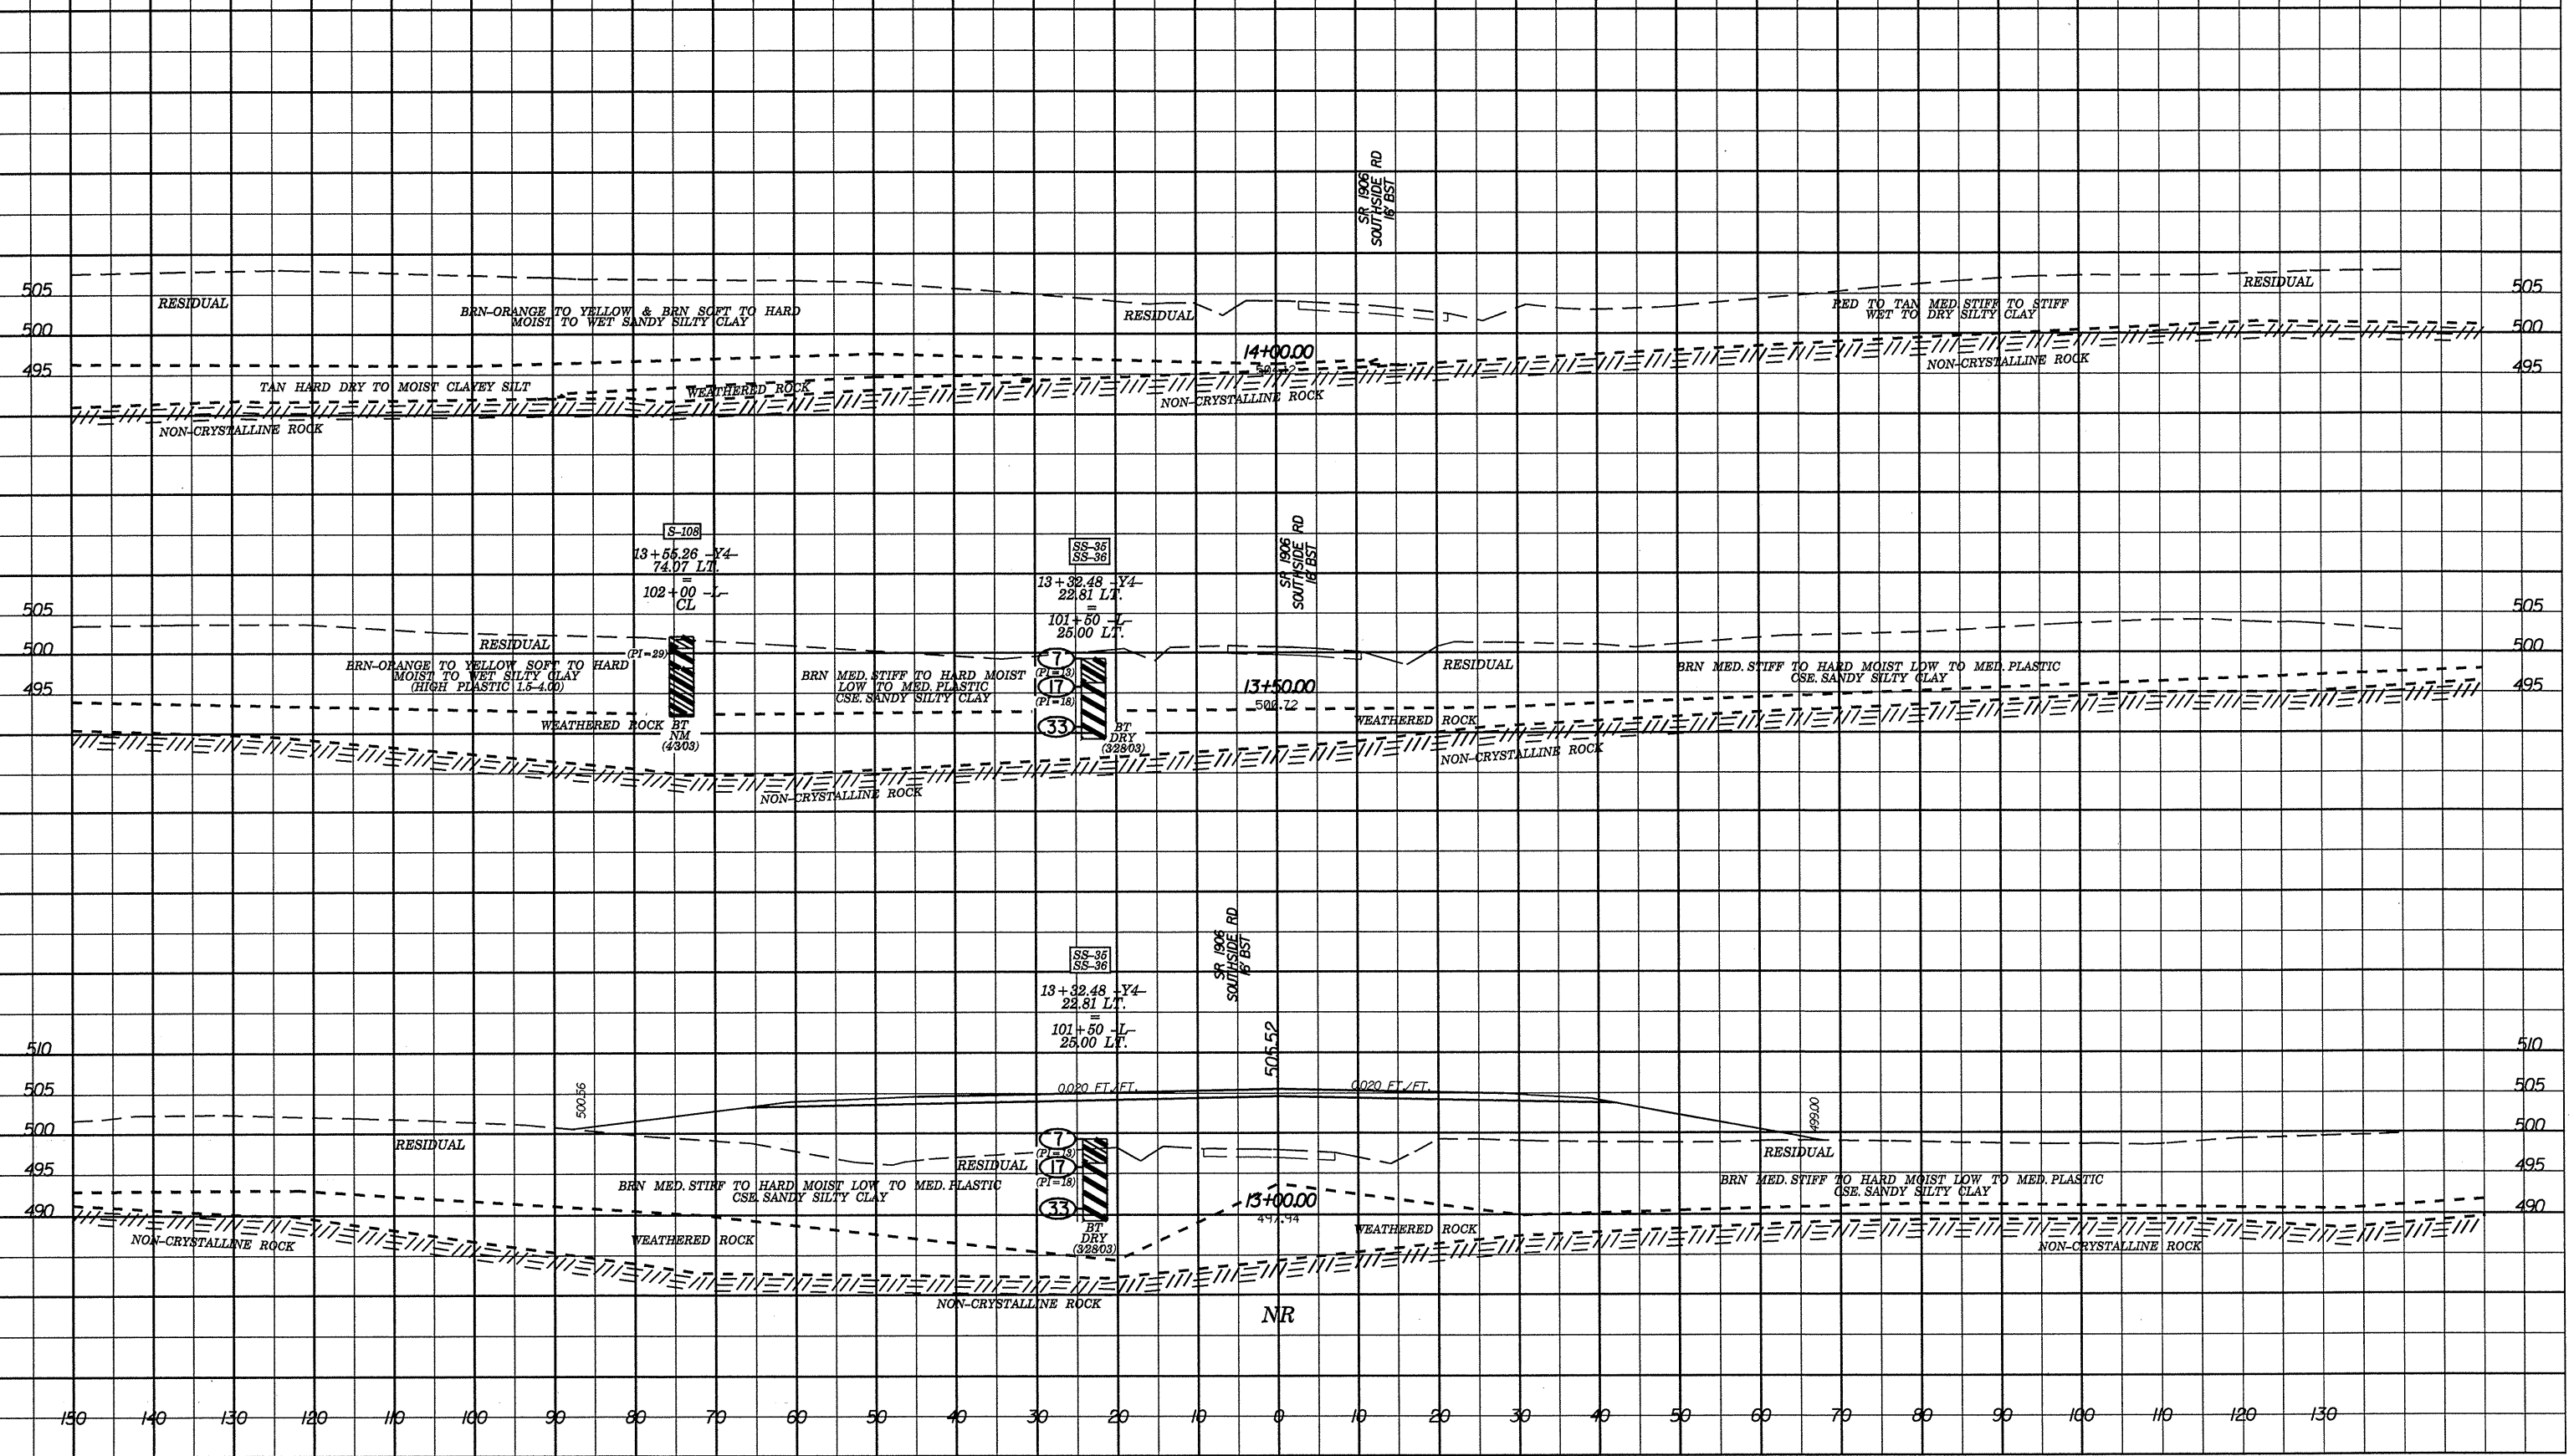 SR 1906
SOUTHSIDE RD
16' BST
505
505
RESIDUAL
RESIDUAL
BRN-ORANGE TO YELLOW & BRN SOFT TO HARD
MOIST TO WET SANDY SILTY CLAY
RESIDUAL
RED TO TAN MED.STIFF TO STIFF
WET TO DRY SILTY CLAY
500
500
14+00.00
495
495
TAN HARD DRY TO MOIST CLAYEY SILT
WEATHERED ROCK
NON-CRYSTALLINE ROCK
NON-CRYSTALLINE ROCK
NON-CRYSTALLINE ROCK
S-108
13+55.26 -Y4-
74.07 LT.
=
102+00 -L-
CL
SS-35
SS-36
13+32.48 -Y4-
22.81 LT.
=
101+50 -L-
25.00 LT.
SR 1906
SOUTHSIDE RD
16' BST
505
505
RESIDUAL
500
500
(PI=29)
BRN-ORANGE TO YELLOW SOFT TO HARD
MOIST TO WET SILTY CLAY
(HIGH PLASTIC 1.5-4.00)
BRN MED.STIFF TO HARD MOIST
LOW TO MED.PLASTIC
CSE.SANDY SILTY CLAY
7
(PI=13)
17
(PI=18)
33
RESIDUAL
BRN MED.STIFF TO HARD MOIST LOW TO MED.PLASTIC
CSE.SANDY SILTY CLAY
495
495
13+50.00
500.72
WEATHERED ROCK
BT
NM
(4/3/03)
BT
DRY
(3/28/03)
WEATHERED ROCK
NON-CRYSTALLINE ROCK
NON-CRYSTALLINE ROCK
SS-35
SS-36
13+32.48 -Y4-
22.81 LT.
=
101+50 -L-
25.00 LT.
SR 1906
SOUTHSIDE RD
16' BST
505.52
510
510
505
505
500.56
0.020 FT./FT.
0.020 FT./FT.
499.00
500
500
RESIDUAL
RESIDUAL
7
(PI=13)
17
(PI=18)
33
RESIDUAL
495
495
BRN MED.STIFF TO HARD MOIST LOW TO MED.PLASTIC
CSE.SANDY SILTY CLAY
BRN MED.STIFF TO HARD MOIST LOW TO MED.PLASTIC
CSE.SANDY SILTY CLAY
490
490
13+00.00
497.94
NON-CRYSTALLINE ROCK
WEATHERED ROCK
BT
DRY
(3/28/03)
WEATHERED ROCK
NON-CRYSTALLINE ROCK
NON-CRYSTALLINE ROCK
NR
150 140 130 120 110 100 90 80 70 60 50 40 30 20 10 0 10 20 30 40 50 60 70 80 90 100 110 120 130